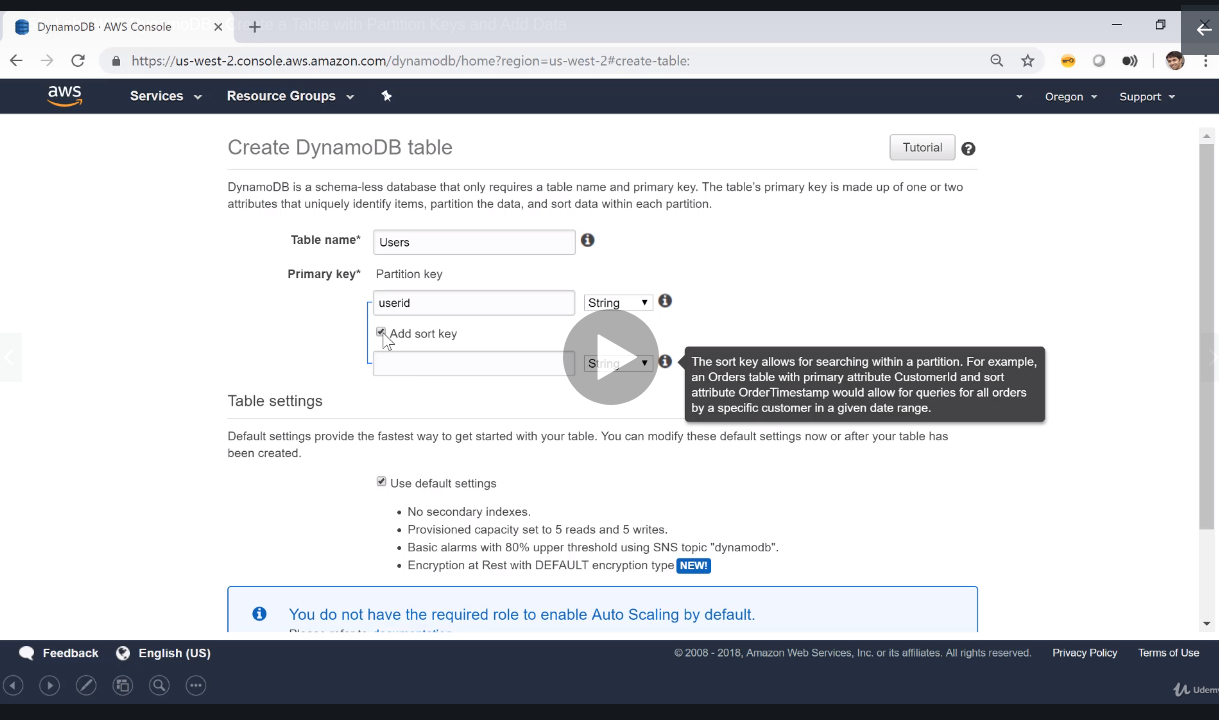 DynamoDB: Create a Table with Partition Keys and Add Data
DynamoDB · AWS Console
https://us-west-2.console.aws.amazon.com/dynamodb/home?region=us-west-2#create-table:
aws Services Resource Groups Oregon Support
Create DynamoDB table
Tutorial
DynamoDB is a schema-less database that only requires a table name and primary key. The table's primary key is made up of one or two
attributes that uniquely identify items, partition the data, and sort data within each partition.
Table name* Users
Primary key* Partition key
userid String
Add sort key
String
The sort key allows for searching within a partition. For example,
an Orders table with primary attribute CustomerId and sort
attribute OrderTimestamp would allow for queries for all orders
by a specific customer in a given date range.
Table settings
Default settings provide the fastest way to get started with your table. You can modify these default settings now or after your table has
been created.
Use default settings
• No secondary indexes.
• Provisioned capacity set to 5 reads and 5 writes.
• Basic alarms with 80% upper threshold using SNS topic "dynamodb".
• Encryption at Rest with DEFAULT encryption type NEW!
You do not have the required role to enable Auto Scaling by default.
Feedback English (US) © 2008 - 2018, Amazon Web Services, Inc. or its affiliates. All rights reserved. Privacy Policy Terms of Use
Udemy